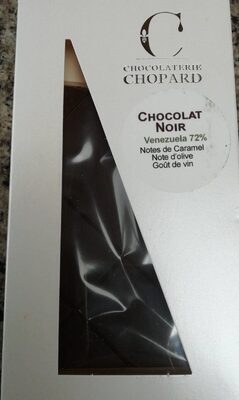 C
CHOCOLATERIE
CHOPARD
CHOCOLAT
NOIR
Venezuela 72%
Notes de Caramel
Note d'olive
Goût de vin